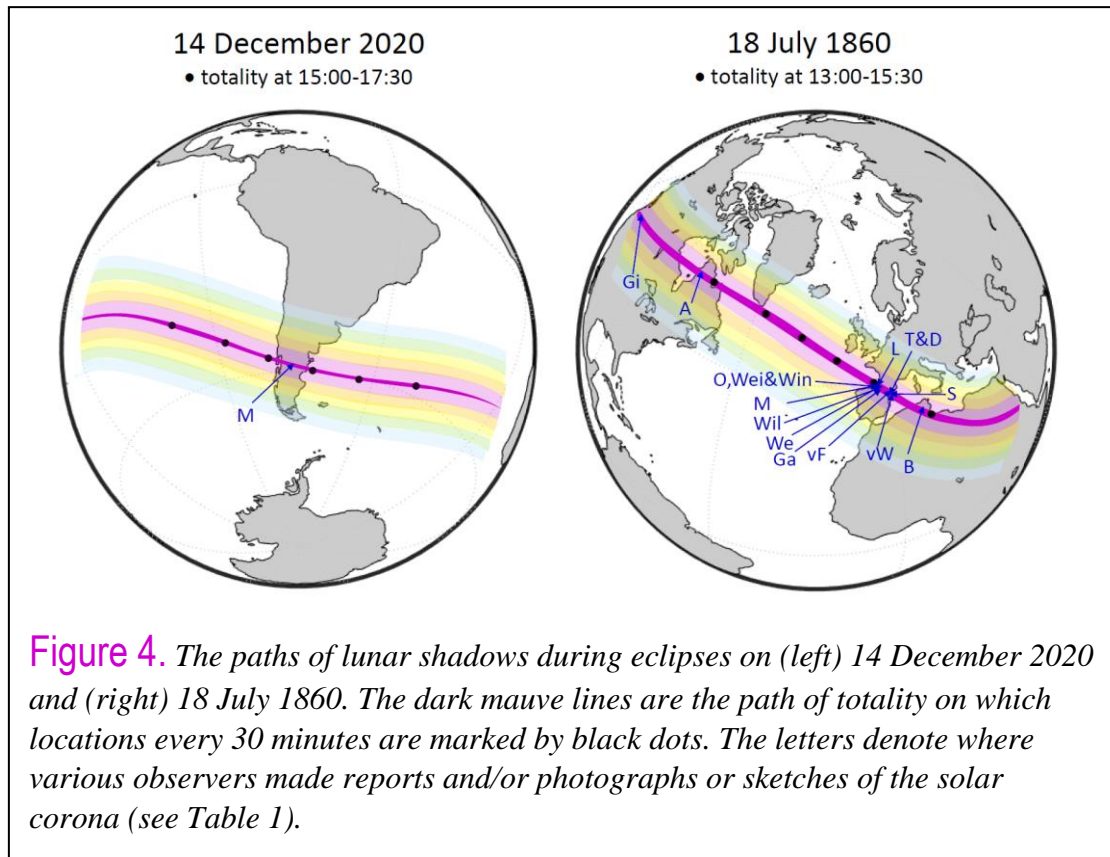 14 December 2020
• totality at 15:00-17:30
M
18 July 1860
• totality at 13:00-15:30
Gi
A
T&D
L
O,Wei&Win
S
M
Wil
We
Ga
vF
vW
B
Figure 4. The paths of lunar shadows during eclipses on (left) 14 December 2020
and (right) 18 July 1860. The dark mauve lines are the path of totality on which
locations every 30 minutes are marked by black dots. The letters denote where
various observers made reports and/or photographs or sketches of the solar
corona (see Table 1).